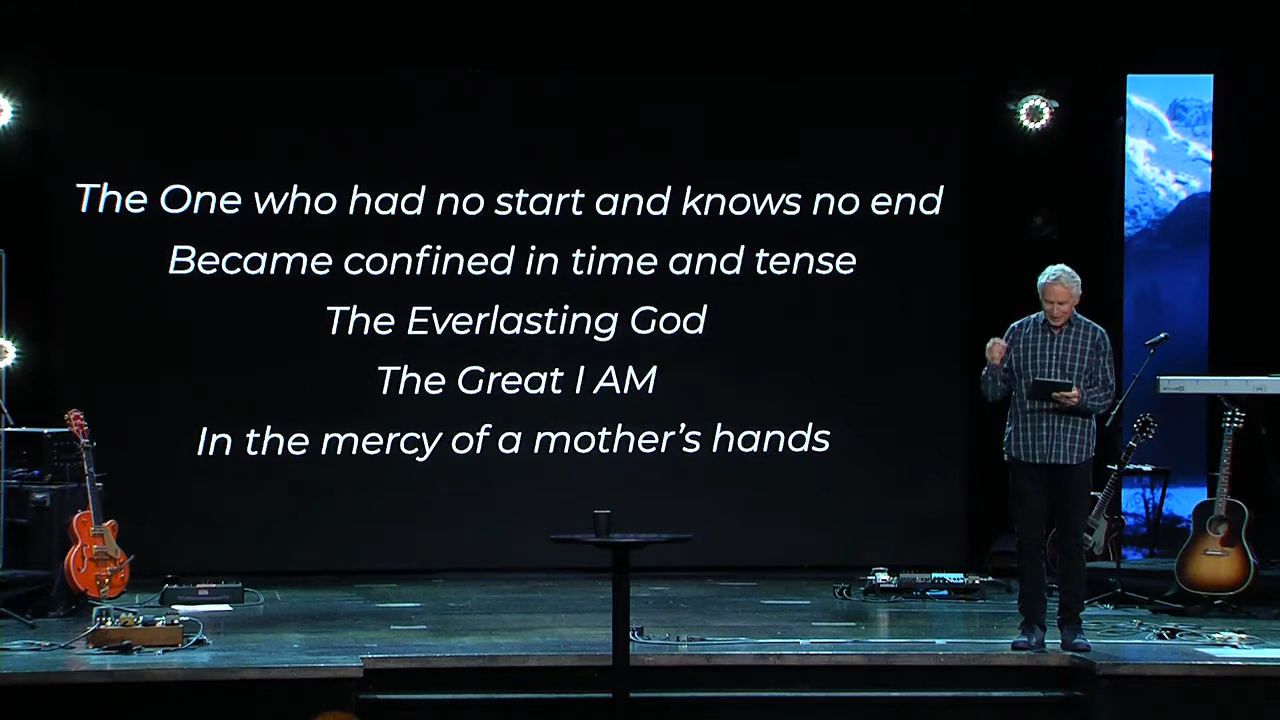 The One who had no start and knows no end
Became confined in time and tense
The Everlasting God
The Great I AM
In the mercy of a mother’s hands